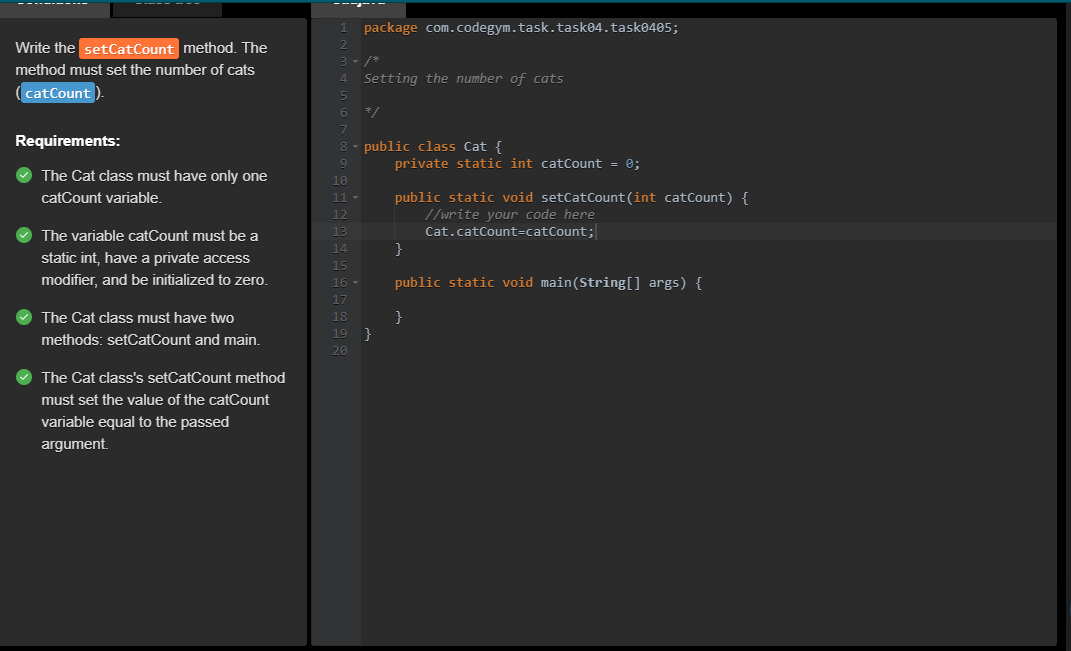 Write the setCatCount method. The
method must set the number of cats
(catCount).
Requirements:
The Cat class must have only one
catCount variable.
The variable catCount must be a
static int, have a private access
modifier, and be initialized to zero.
The Cat class must have two
methods: setCatCount and main.
The Cat class's setCatCount method
must set the value of the catCount
variable equal to the passed
argument.
1 package com.codegym.task.task04.task0405;
2
3 /*
4 Setting the number of cats
5
6 */
7
8 public class Cat {
9 private static int catCount = 0;
10
11 public static void setCatCount(int catCount) {
12 //write your code here
13 Cat.catCount=catCount;
14 }
15
16 public static void main(String[] args) {
17
18 }
19 }
20